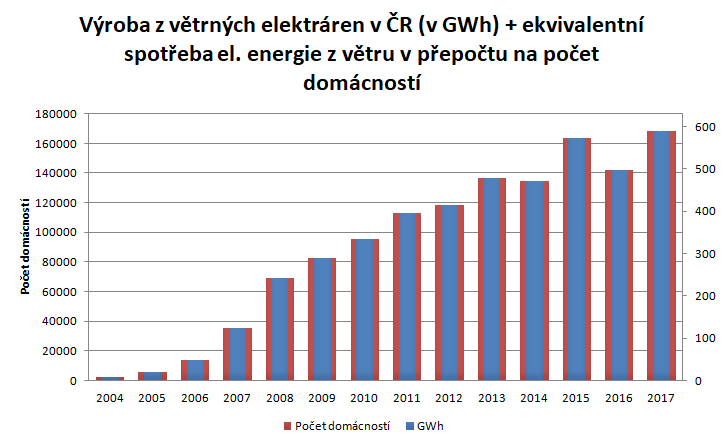 Výroba z větrných elektráren v ČR (v GWh) + ekvivalentní
spotřeba el. energie z větru v přepočtu na počet
domácností
180000
160000
140000
120000
100000
80000
60000
40000
20000
0
Počet domácností
600
500
400
300
200
100
0
2004 2005 2006 2007 2008 2009 2010 2011 2012 2013 2014 2015 2016 2017
Počet domácností GWh